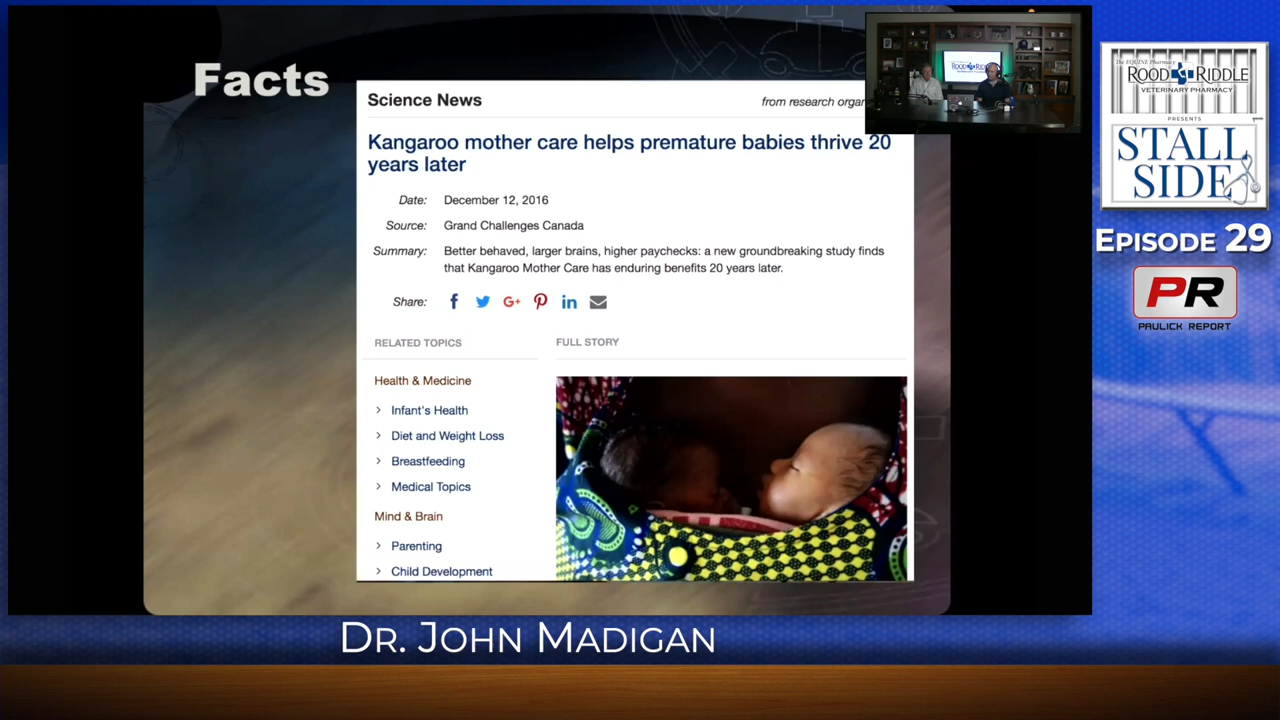 Facts
Science News
from research organ
Kangaroo mother care helps premature babies thrive 20
years later
Date: December 12, 2016
Source: Grand Challenges Canada
Summary: Better behaved, larger brains, higher paychecks: a new groundbreaking study finds
that Kangaroo Mother Care has enduring benefits 20 years later.
Share:
RELATED TOPICS
Health & Medicine
Infant's Health
Diet and Weight Loss
Breastfeeding
Medical Topics
Mind & Brain
Parenting
Child Development
FULL STORY
The EQUINE Pharmacy
ROOD & RIDDLE
VETERINARY PHARMACY
PRESENTS
STALL
SIDE
EPISODE 29
PR
PAULICK REPORT
DR. JOHN MADIGAN